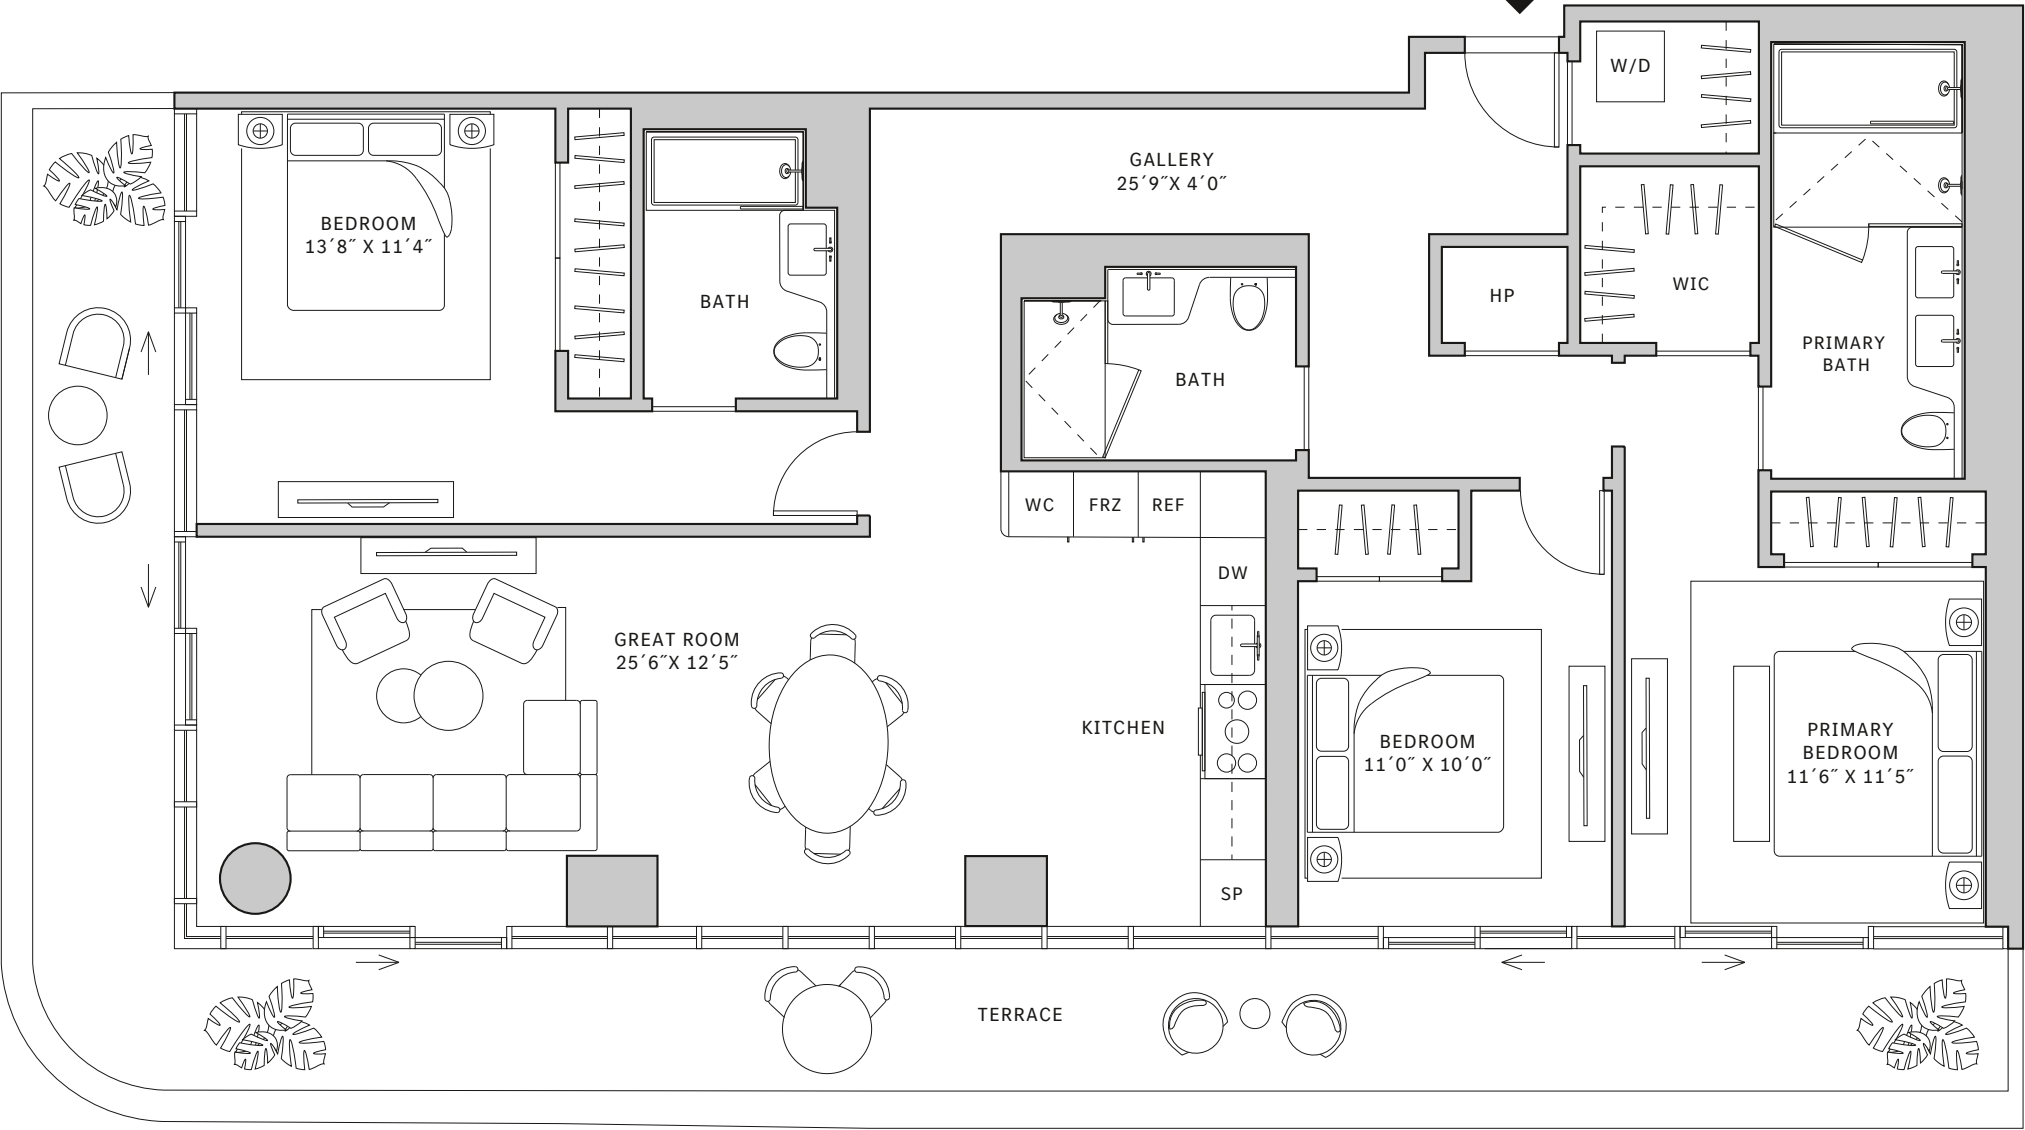 W/D
GALLERY
25´9˝X 4´0˝
BEDROOM
13´8˝ X 11´4˝
BATH
HP
WIC
PRIMARY
BATH
BATH
WC
FRZ
REF
DW
GREAT ROOM
25´6˝X 12´5˝
KITCHEN
BEDROOM
11´0˝ X 10´0˝
PRIMARY
BEDROOM
11´6˝ X 11´5˝
SP
TERRACE